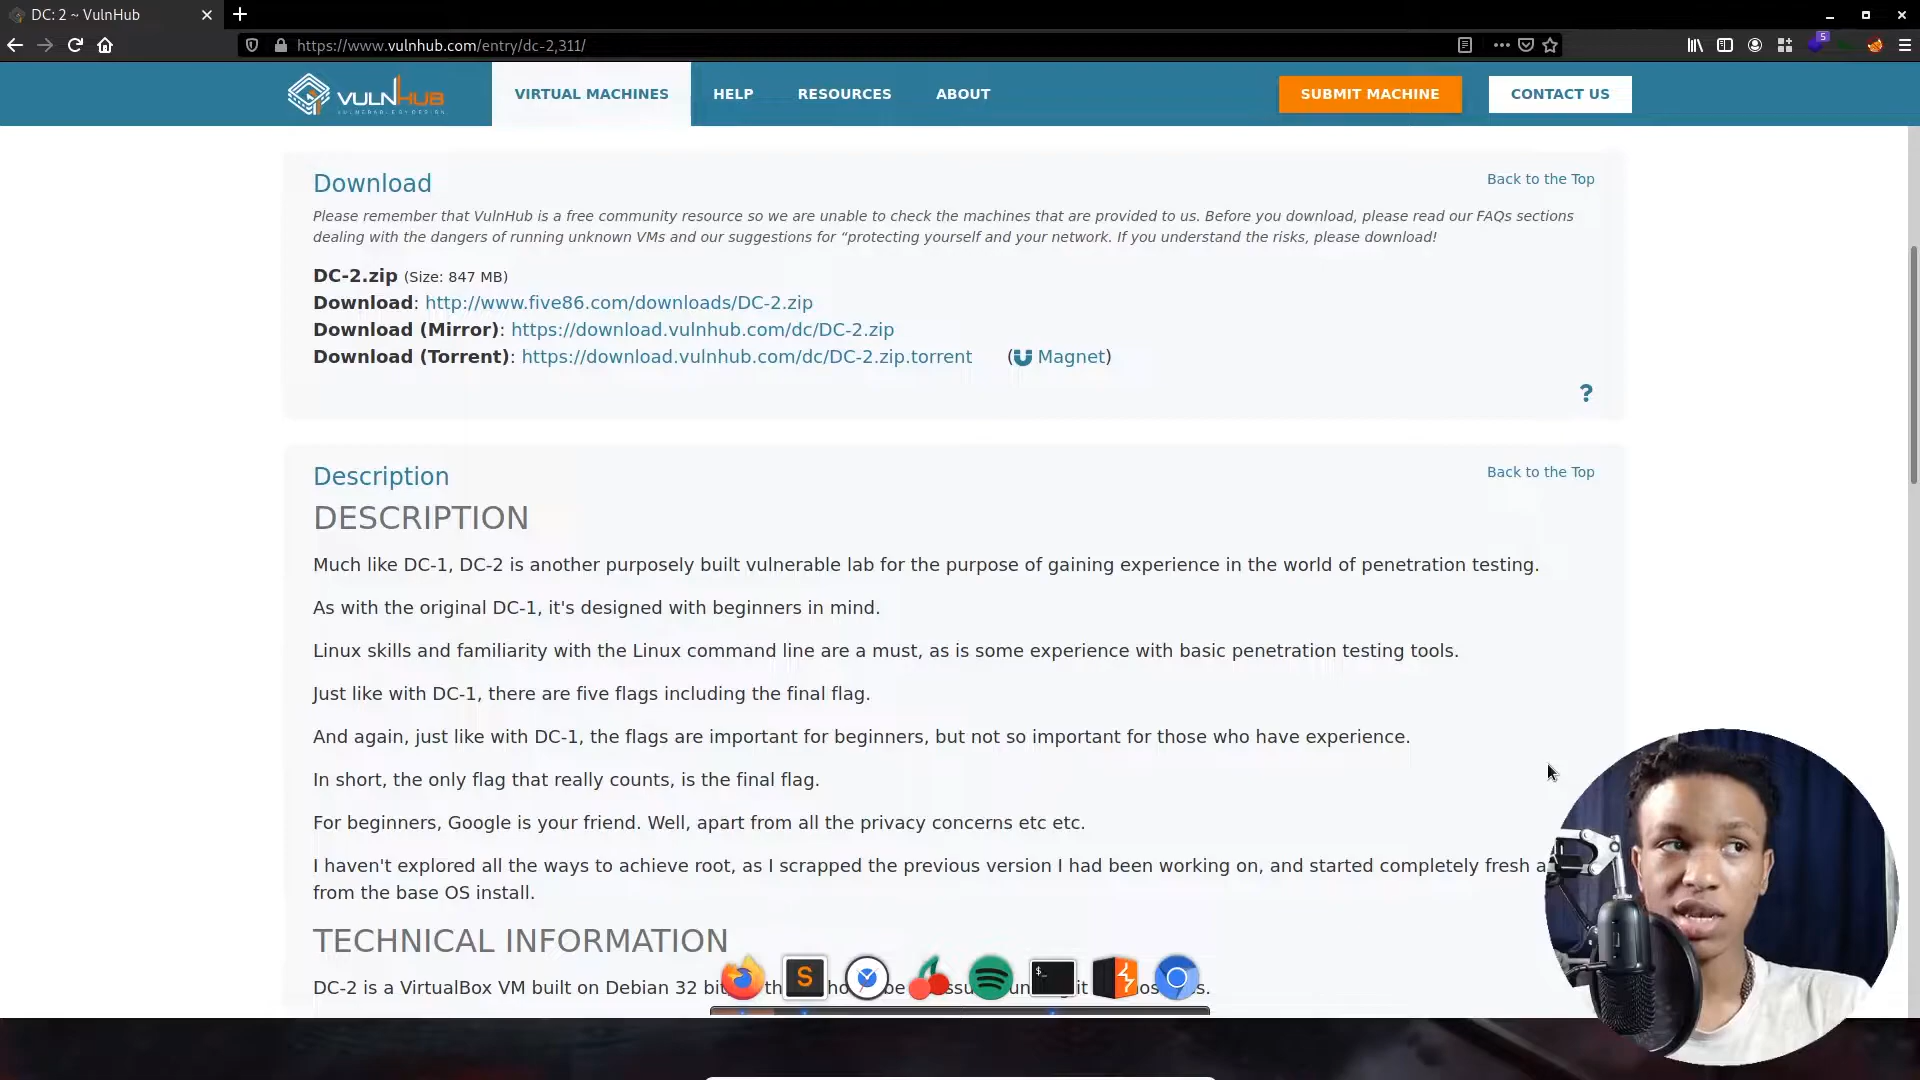 DC: 2 ~ VulnHub
https://www.vulnhub.com/entry/dc-2,311/
5
VULNHUB
VULNERABLE BY DESIGN
VIRTUAL MACHINES
HELP
RESOURCES
ABOUT
SUBMIT MACHINE
CONTACT US
Download
Back to the Top
Please remember that VulnHub is a free community resource so we are unable to check the machines that are provided to us. Before you download, please read our FAQs sections
dealing with the dangers of running unknown VMs and our suggestions for “protecting yourself and your network. If you understand the risks, please download!
DC-2.zip (Size: 847 MB)
Download: http://www.five86.com/downloads/DC-2.zip
Download (Mirror): https://download.vulnhub.com/dc/DC-2.zip
Download (Torrent): https://download.vulnhub.com/dc/DC-2.zip.torrent (Magnet)
?
Description
Back to the Top
DESCRIPTION
Much like DC-1, DC-2 is another purposely built vulnerable lab for the purpose of gaining experience in the world of penetration testing.
As with the original DC-1, it's designed with beginners in mind.
Linux skills and familiarity with the Linux command line are a must, as is some experience with basic penetration testing tools.
Just like with DC-1, there are five flags including the final flag.
And again, just like with DC-1, the flags are important for beginners, but not so important for those who have experience.
In short, the only flag that really counts, is the final flag.
For beginners, Google is your friend. Well, apart from all the privacy concerns etc etc.
I haven't explored all the ways to achieve root, as I scrapped the previous version I had been working on, and started completely fresh
from the base OS install.
TECHNICAL INFORMATION
S
$_
DC-2 is a VirtualBox VM built on Debian 32